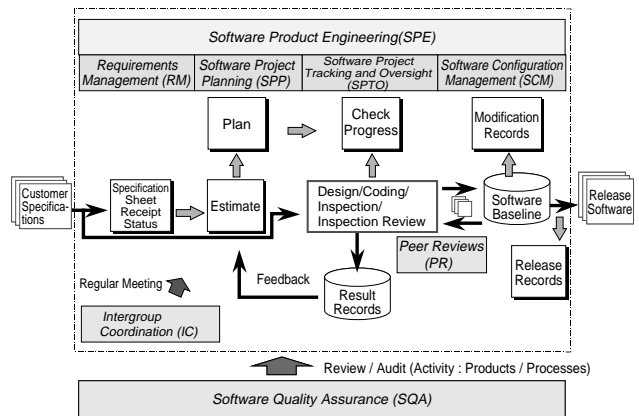 Software Product Engineering(SPE)
Requirements
Management (RM)
Software Project
Planning (SPP)
Software Project
Tracking and Oversight
(SPTO)
Software Configuration
Management (SCM)
Plan
Check
Progress
Modification
Records
Customer
Specifica-
tions
Specification
Sheet
Receipt
Status
Estimate
Design/Coding/
Inspection/
Inspection Review
Software
Baseline
Release
Software
Peer Reviews
(PR)
Release
Records
Regular Meeting
Feedback
Result
Records
Intergroup
Coordination (IC)
Review / Audit (Activity : Products / Processes)
Software Quality Assurance (SQA)